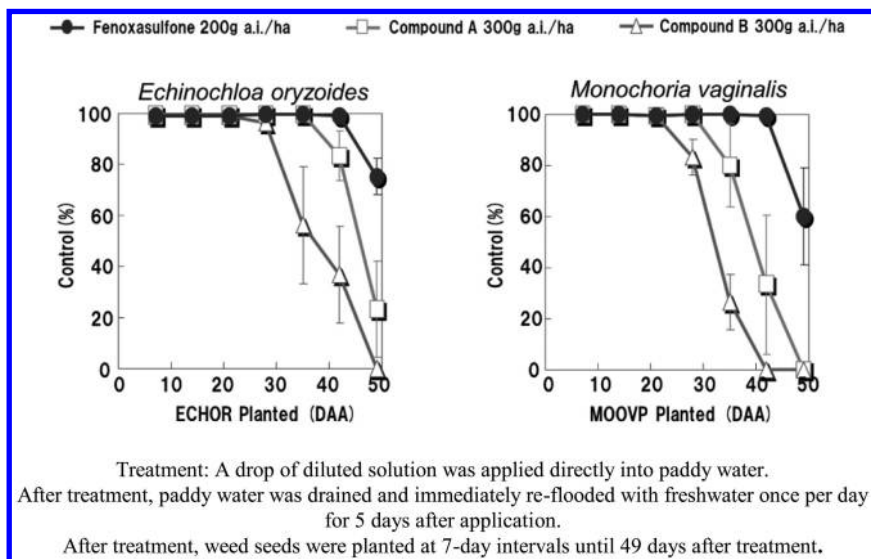 Fenoxasulfone 200g a.i./ha Compound A 300g a.i./ha Compound B 300g a.i./ha
Echinochloa oryzoides
Monochoria vaginalis
100
80
60
40
20
0
Control (%)
0 10 20 30 40 50
ECHOR Planted (DAA)
100
80
60
40
20
0
Control (%)
0 10 20 30 40 50
MOOVP Planted (DAA)
Treatment: A drop of diluted solution was applied directly into paddy water.
After treatment, paddy water was drained and immediately re-flooded with freshwater once per day
for 5 days after application.
After treatment, weed seeds were planted at 7-day intervals until 49 days after treatment.